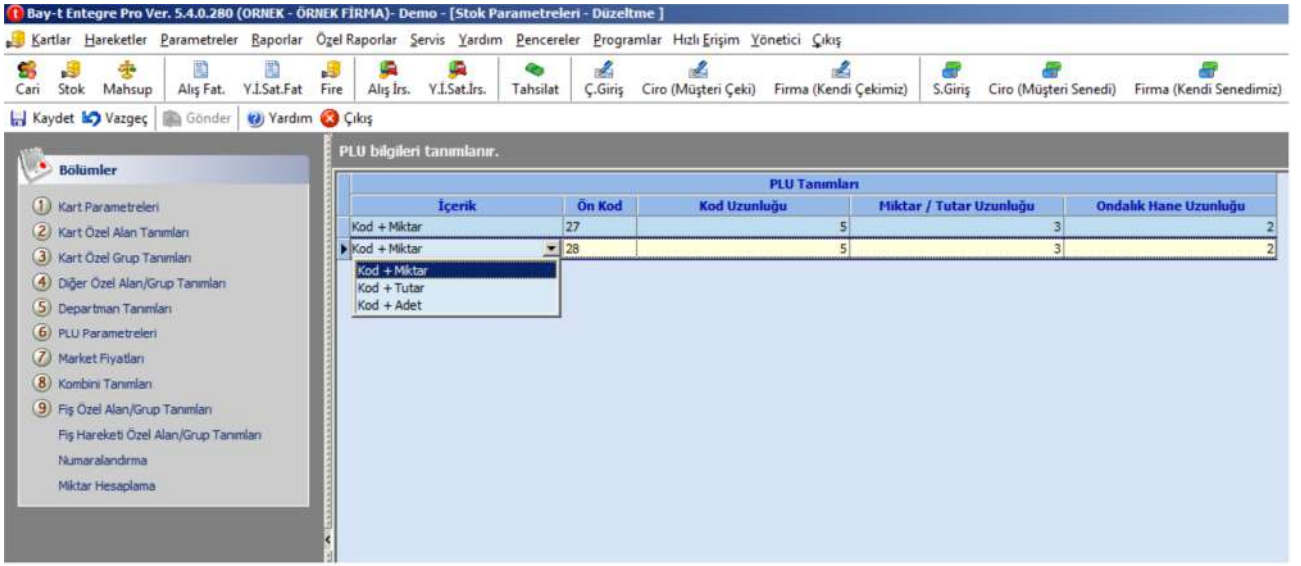 Bay-t Entegre Pro Ver. 5.4.0.280 (ORNEK - ÖRNEK FİRMA)- Demo - [Stok Parametreleri - Düzeltme ]
Kartlar Hareketler Parametreler Raporlar Özel Raporlar Servis Yardım Pencereler Programlar Hızlı Erişim Yönetici Çıkış
Cari Stok Mahsup Alış Fat. Y.İ.Sat.Fat Fire Alış İrs. Y.İ.Sat.İrs. Tahsilat Ç.Giriş Ciro (Müşteri Çeki) Firma (Kendi Çekimiz) S.Giriş Ciro (Müşteri Senedi) Firma (Kendi Senedimiz)
Kaydet Vazgeç Gönder Yardım Çıkış
PLU bilgileri tanımlanır.
Bölümler
1 Kart Parametreleri
2 Kart Özel Alan Tanımları
3 Kart Özel Grup Tanımları
4 Diğer Özel Alan/Grup Tanımları
5 Departman Tanımları
6 PLU Parametreleri
7 Market Fiyatları
8 Kombini Tanımları
9 Fiş Özel Alan/Grup Tanımları
Fiş Hareketi Özel Alan/Grup Tanımları
Numaralandırma
Miktar Hesaplama
PLU Tanımları
İçerik Ön Kod Kod Uzunluğu Miktar / Tutar Uzunluğu Ondalık Hane Uzunluğu
Kod + Miktar 27 5 3 2
Kod + Miktar 28 5 3 2
Kod + Miktar
Kod + Tutar
Kod + Adet